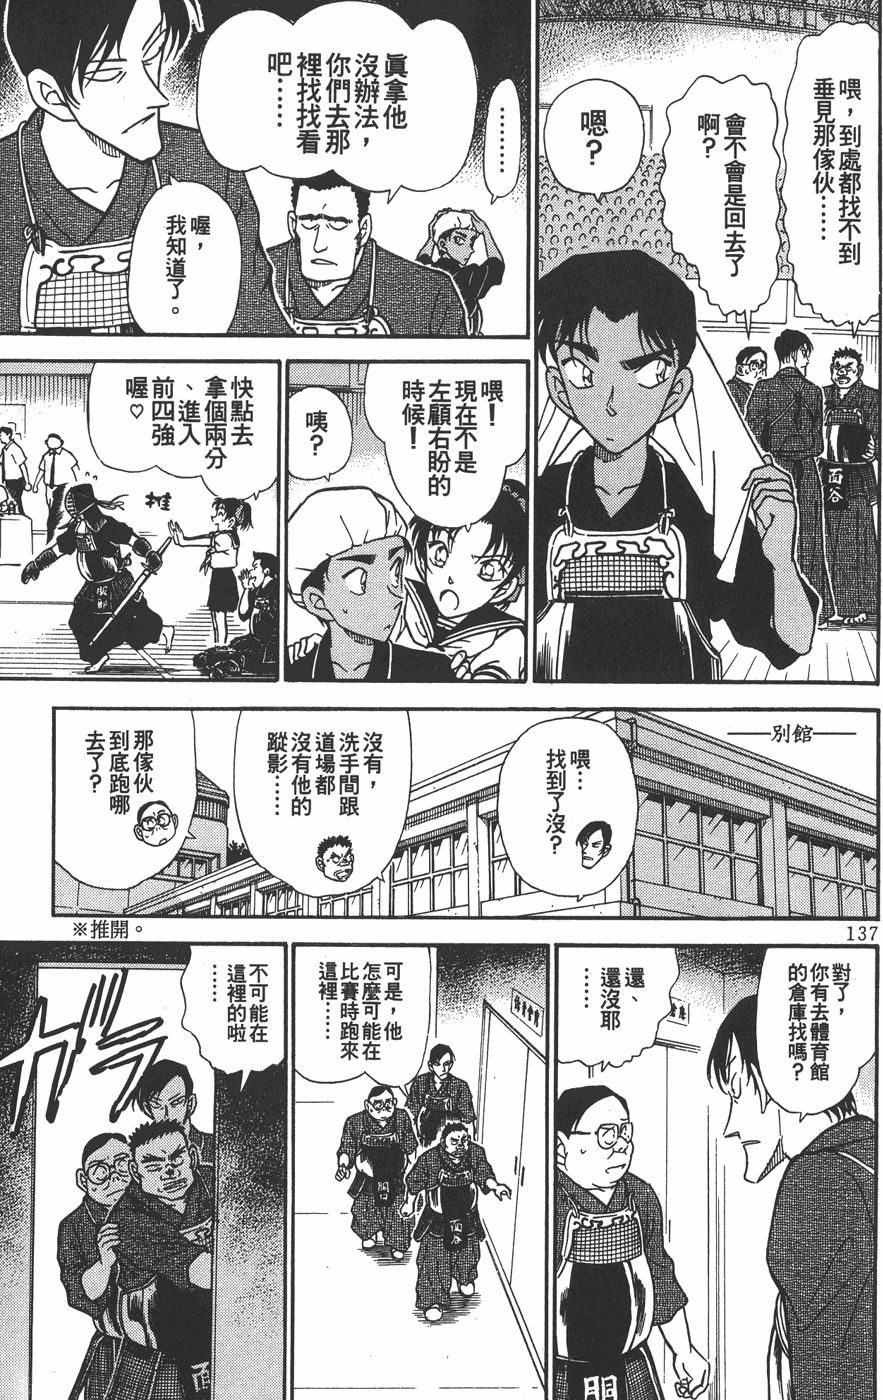 喂，到處都找不到
垂見那傢伙……
會不會是回去了
啊？
嗯？
………
真拿他
沒辦法，
你們去那
裡找找看
吧……
喔，
我知道了。
面谷
喂！
現在不是
左顧右盼的
時候！
咦？
快點去
拿個兩分
、進入
前四強
喔♡
推
——別館——
喂…
找到了沒？
沒有，
洗手間跟
道場都
沒有他的
蹤影……
那傢伙
到底跑哪
去了？
※推開。
137
對了，
你有去體育館
的倉庫找嗎？
還、
還沒耶
……
可是，他
怎麼可能在
比賽時跑來
這裡……
面谷
不可能在
這裡的啦
……
ガラ